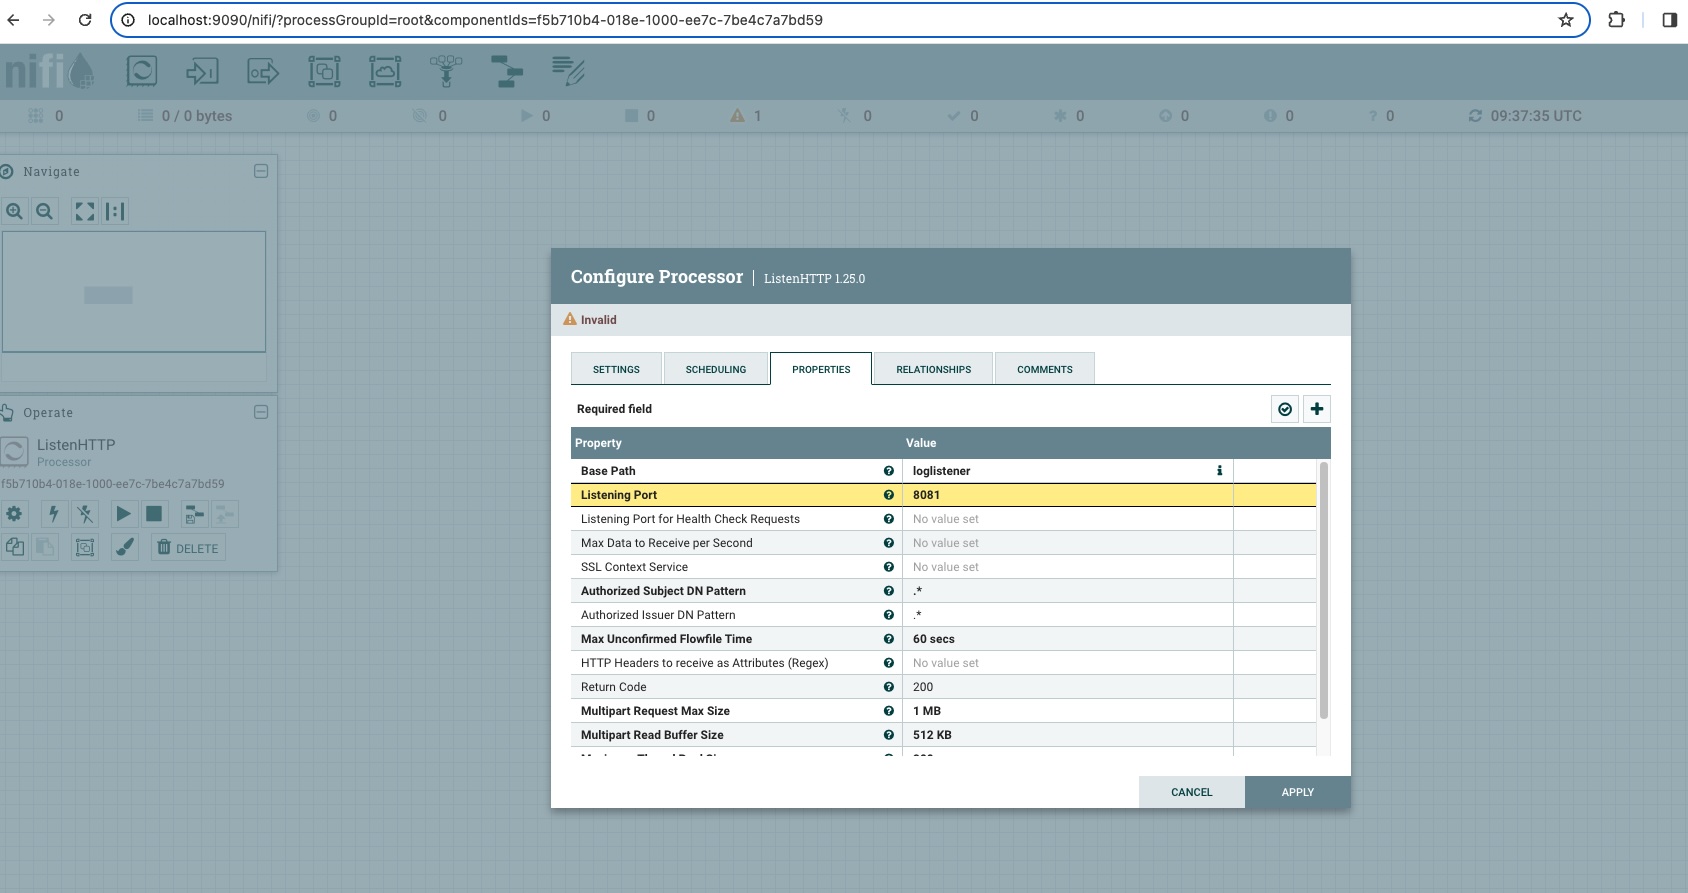 localhost:9090/nifi/?processGroupId=root&componentIds=f5b710b4-018e-1000-ee7c-7be4c7a7bd59
nifi
0 0 / 0 bytes 0 0 0 0 1 0 0 0 0 0 ? 0 09:37:35 UTC
Navigate
Operate
ListenHTTP
Processor
f5b710b4-018e-1000-ee7c-7be4c7a7bd59
DELETE
Configure Processor | ListenHTTP 1.25.0
Invalid
SETTINGS SCHEDULING PROPERTIES RELATIONSHIPS COMMENTS
Required field
Property Value
Base Path loglistener
Listening Port 8081
Listening Port for Health Check Requests No value set
Max Data to Receive per Second No value set
SSL Context Service No value set
Authorized Subject DN Pattern .*
Authorized Issuer DN Pattern .*
Max Unconfirmed Flowfile Time 60 secs
HTTP Headers to receive as Attributes (Regex) No value set
Return Code 200
Multipart Request Max Size 1 MB
Multipart Read Buffer Size 512 KB
CANCEL APPLY